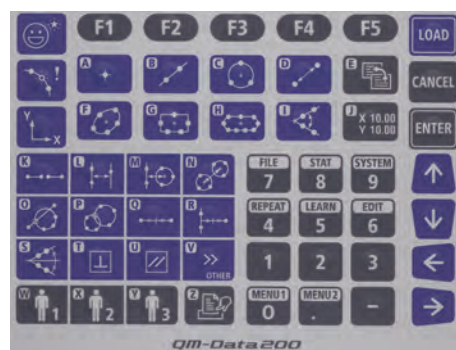 F1 F2 F3 F4 F5 LOAD
! A B C D E CANCEL
Y X F G H I J X 10.00 Y 10.00 ENTER
K L M N FILE 7 STAT 8 SYSTEM 9
O P Q R REPEAT 4 LEARN 5 EDIT 6
S T U V OTHER 1 2 3
W 1 X 2 Y 3 Z MENU1 0 MENU2 . -
QM-Data200